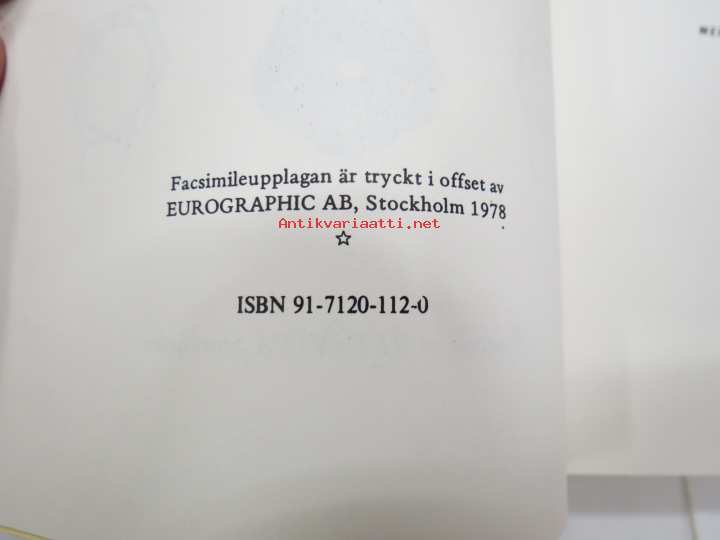 Facsimileupplagan är tryckt i offset av
EUROGRAPHIC AB, Stockholm 1978
Antikvariaatti.net
ISBN 91-7120-112-0